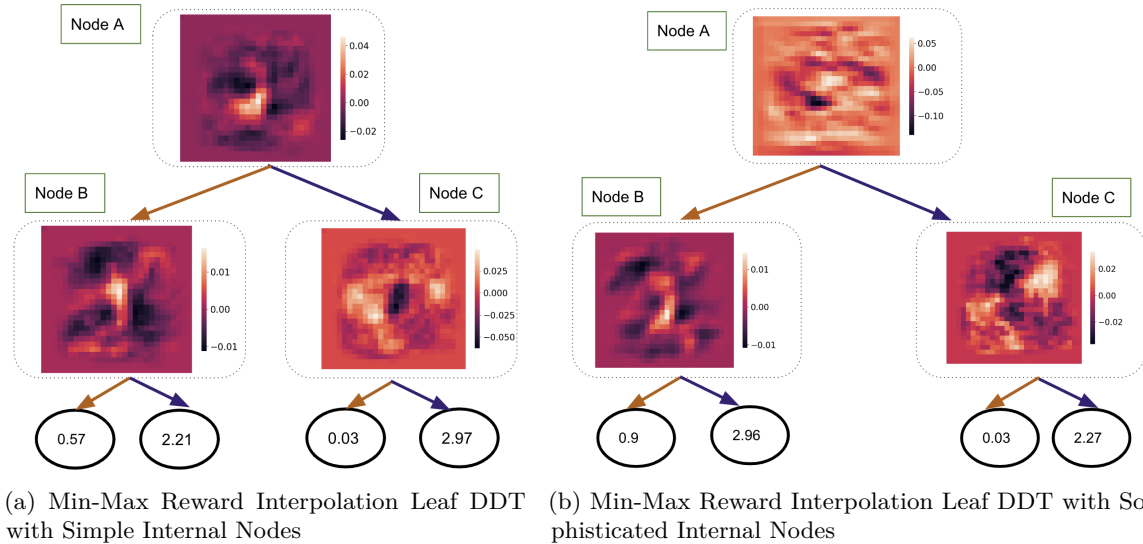 Node A
0.04
0.02
0.00
−0.02
Node B
Node C
0.01
0.00
−0.01
0.025
0.000
−0.025
−0.050
0.57
2.21
0.03
2.97
(a) Min-Max Reward Interpolation Leaf DDT
with Simple Internal Nodes
Node A
0.05
0.00
−0.05
−0.10
Node B
Node C
0.01
0.00
−0.01
0.02
0.00
−0.02
0.9
2.96
0.03
2.27
(b) Min-Max Reward Interpolation Leaf DDT with So
phisticated Internal Nodes